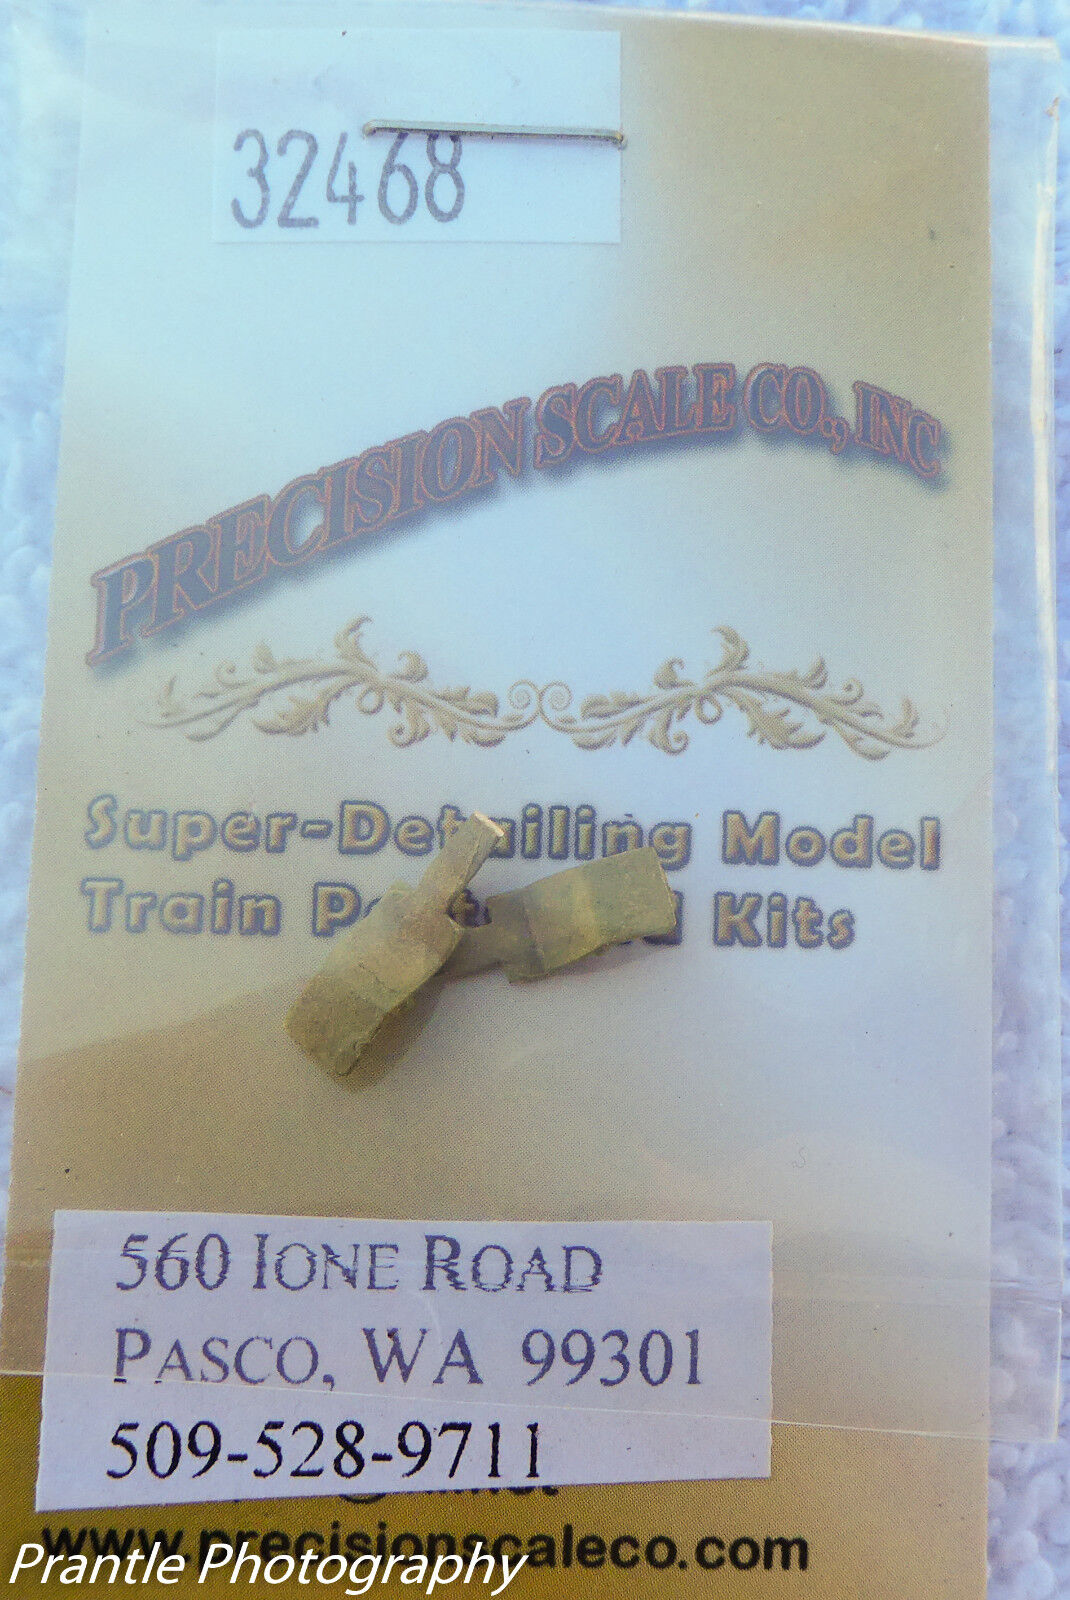 32468
PRECISION SCALE CO., INC
Super-Detailing Model
Train Kits
560 IONE ROAD
PASCO, WA 99301
509-528-9711
www.precisionscaleco.com
Prantle Photography